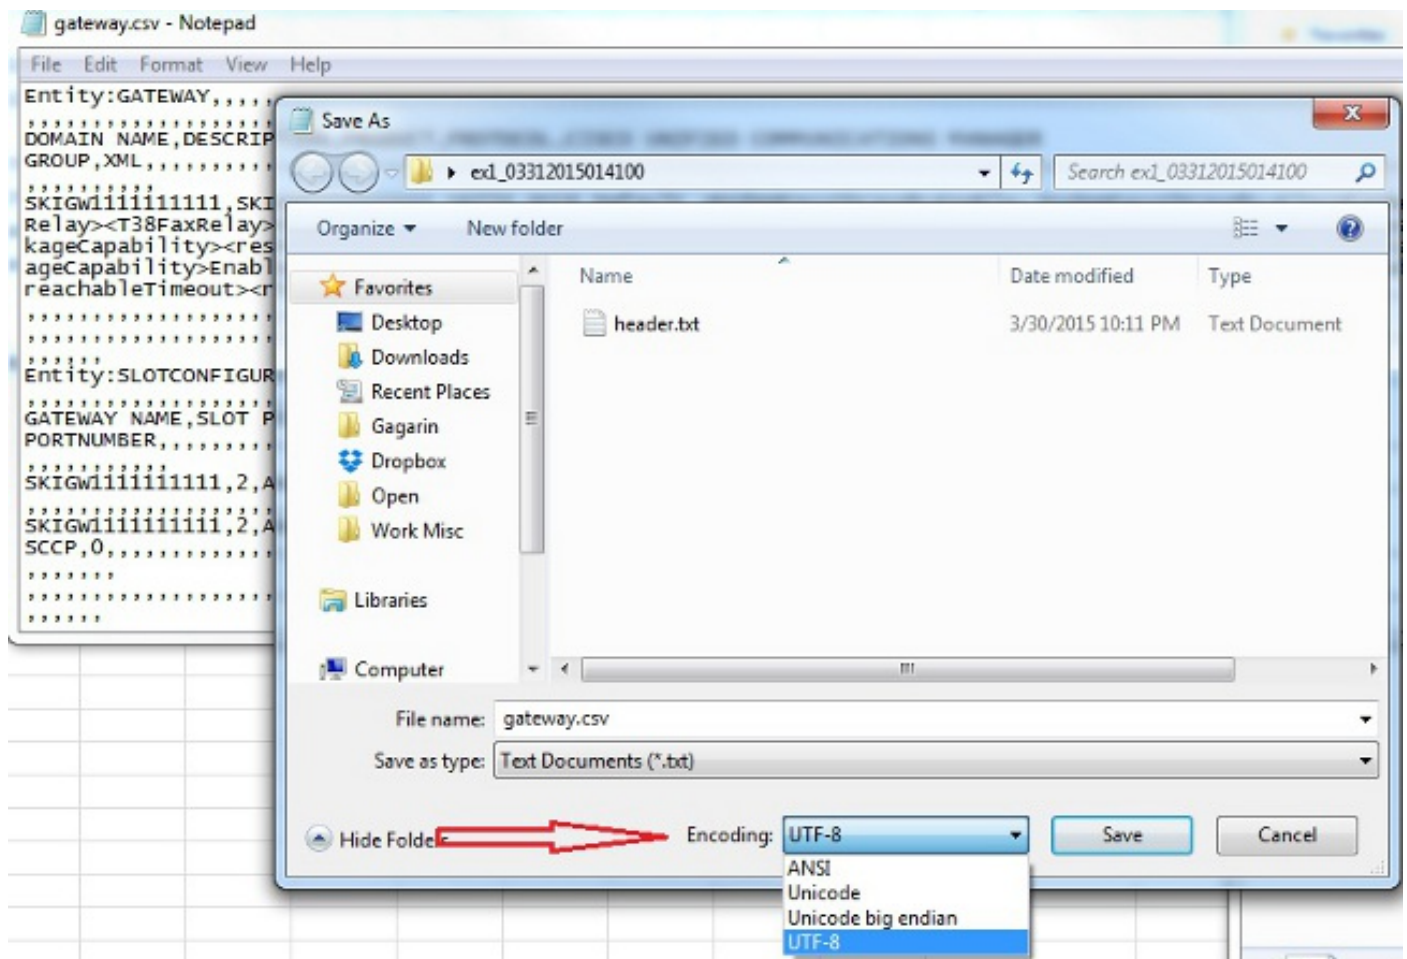 gateway.csv - Notepad
File Edit Format View Help
Entity:GATEWAY,,,,,
,,,,,,,,,,,,,,,,,,,
DOMAIN NAME,DESCRIP
GROUP,XML,,,,,,,,,,
,,,,,,,,,,
SKIGW1111111111,SKI
Relay><T38FaxRelay>
kageCapability><res
ageCapability>Enabl
reachableTimeout><r
,,,,,,,,,,,,,,,,,,,
,,,,,,,,,,,,,,,,,,,
,,,,,,
Entity:SLOTCONFIGUR
,,,,,,,,,,,,,,,,,,,
GATEWAY NAME,SLOT P
PORTNUMBER,,,,,,,,,
,,,,,,,,,,,
SKIGW1111111111,2,A
,,,,,,,,,,,,,,,,,,,
SKIGW1111111111,2,A
SCCP,0,,,,,,,,,,,,,
,,,,,,,
,,,,,,,,,,,,,,,,,,,
,,,,,,
Save As
ex1_03312015014100
Search ex1_03312015014100
Organize New folder
Name Date modified Type
header.txt 3/30/2015 10:11 PM Text Document
Favorites
Desktop
Downloads
Recent Places
Gagarin
Dropbox
Open
Work Misc
Libraries
Computer
File name: gateway.csv
Save as type: Text Documents (*.txt)
Hide Folders
Encoding: UTF-8
Save Cancel
ANSI
Unicode
Unicode big endian
UTF-8